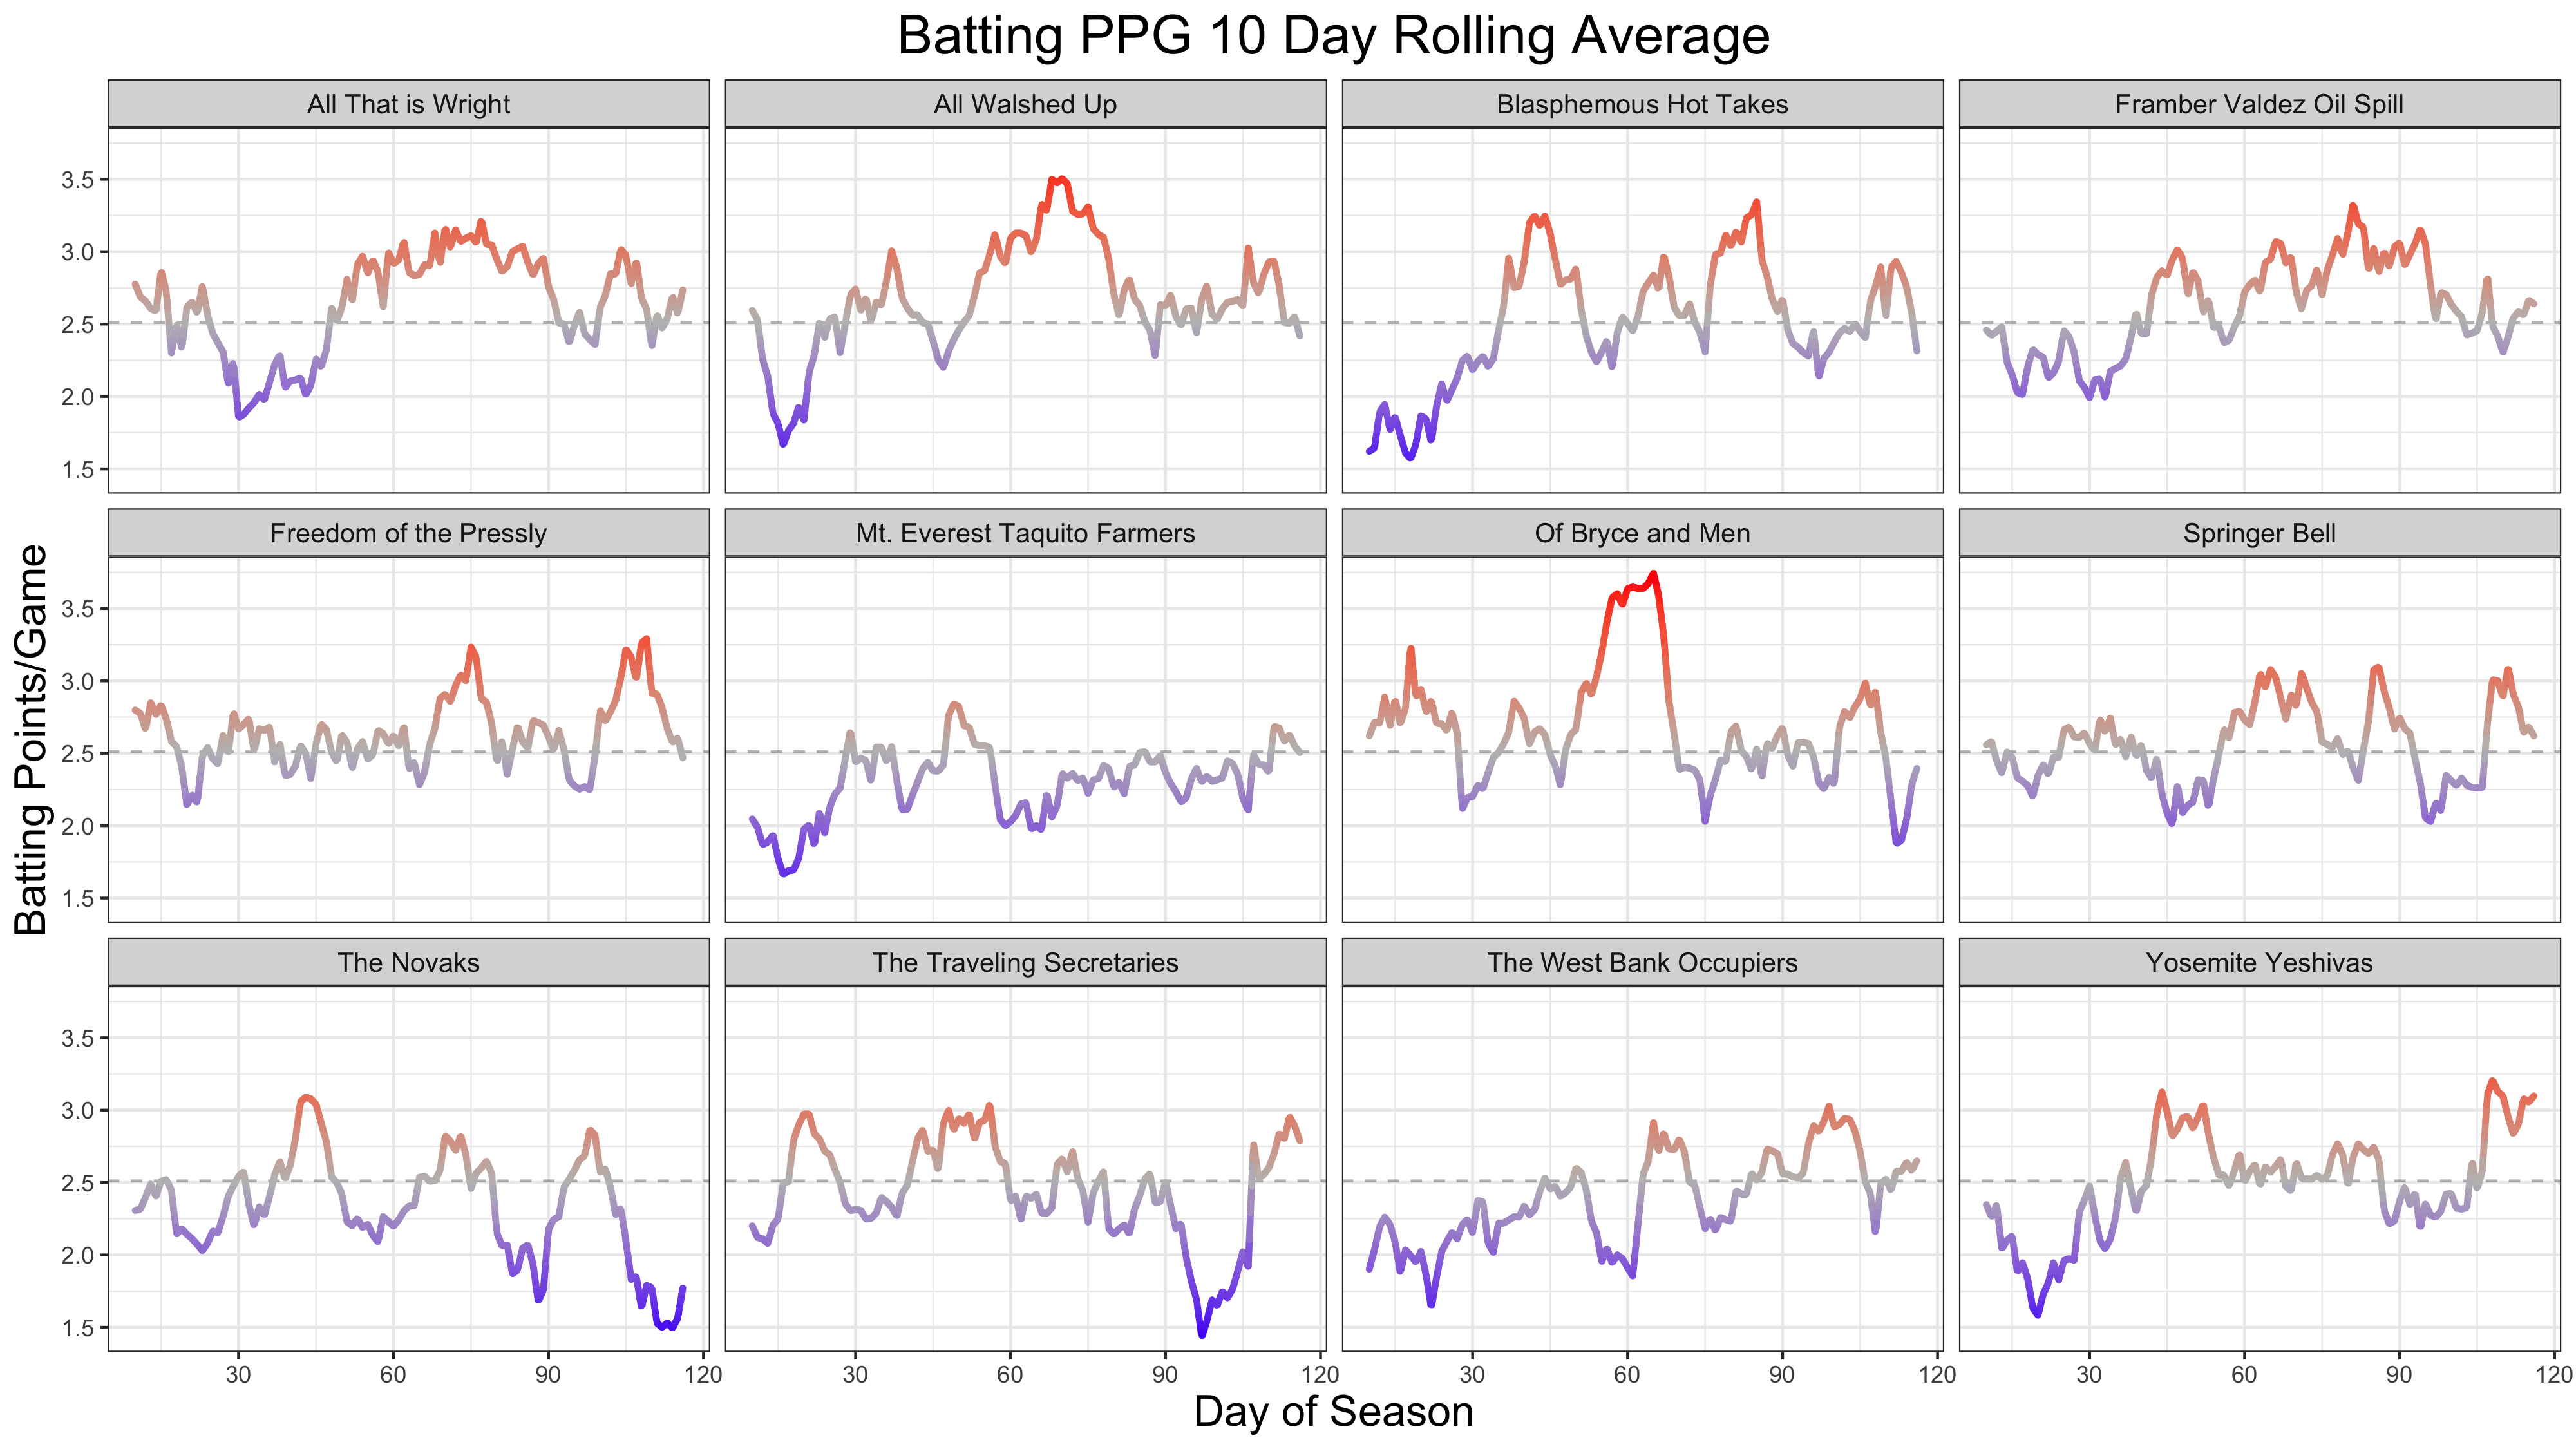 Batting PPG 10 Day Rolling Average
All That is Wright
All Walshed Up
Blasphemous Hot Takes
Framber Valdez Oil Spill
3.5
3.0
2.5
2.0
1.5
Freedom of the Pressly
Mt. Everest Taquito Farmers
Of Bryce and Men
Springer Bell
3.5
3.0
2.5
2.0
1.5
Batting Points/Game
The Novaks
The Traveling Secretaries
The West Bank Occupiers
Yosemite Yeshivas
3.5
3.0
2.5
2.0
1.5
30 60 90 120
30 60 90 120
30 60 90 120
30 60 90 120
Day of Season